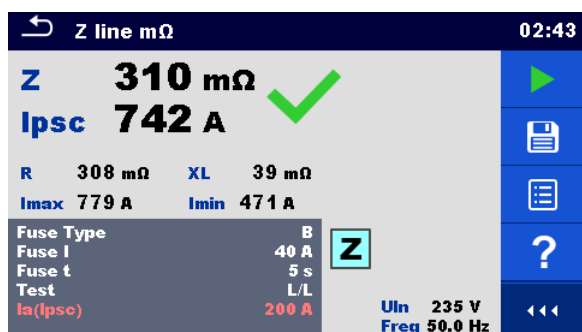 Z line mΩ 02:43
Z 310 mΩ
Ipsc 742 A
R 308 mΩ XL 39 mΩ
Imax 779 A Imin 471 A
Fuse Type B
Fuse I 40 A
Fuse t 5 s
Test L/L
Ia(Ipsc) 200 A
Z
Uln 235 V
Freq 50.0 Hz
?